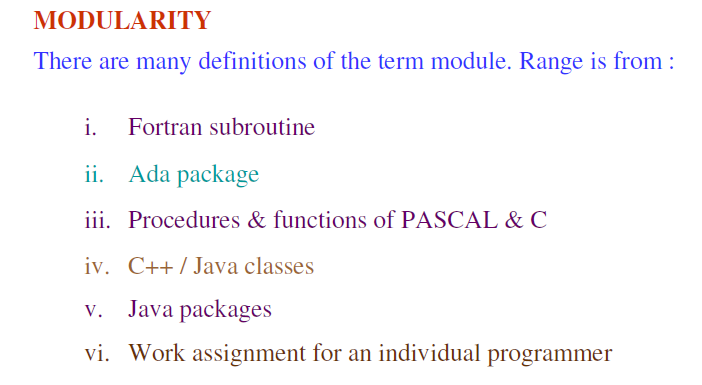 MODULARITY
There are many definitions of the term module. Range is from :
i. Fortran subroutine
ii. Ada package
iii. Procedures & functions of PASCAL & C
iv. C++ / Java classes
v. Java packages
vi. Work assignment for an individual programmer